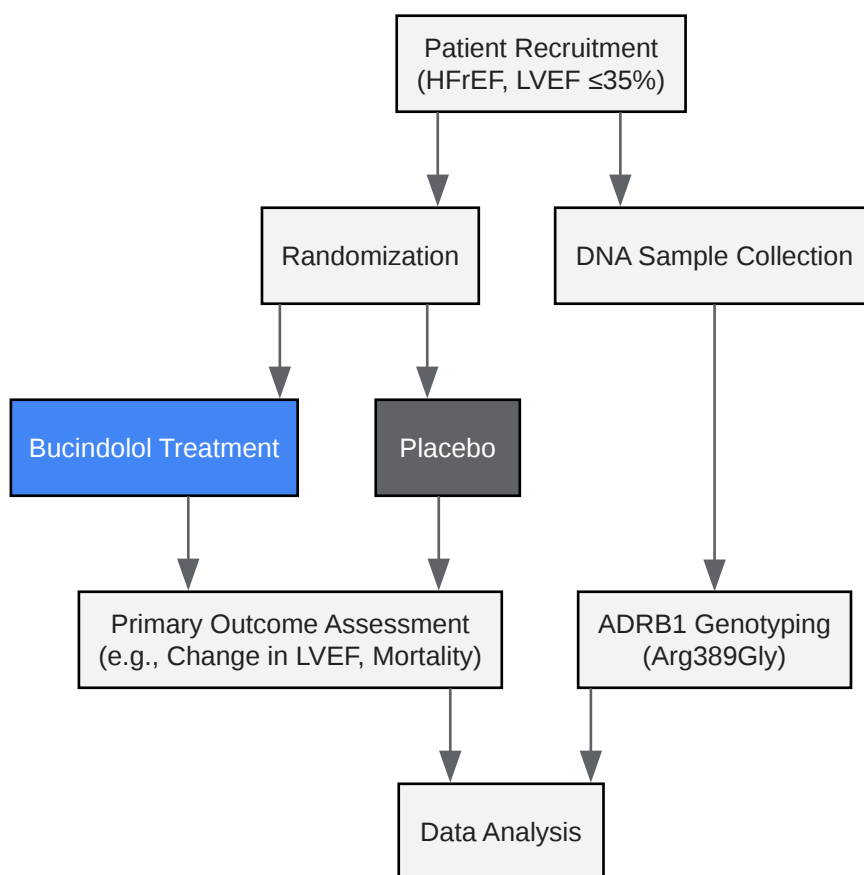 Patient Recruitment
(HFrEF, LVEF ≤35%)
Randomization
DNA Sample Collection
Bucindolol Treatment
Placebo
Primary Outcome Assessment
(e.g., Change in LVEF, Mortality)
ADRB1 Genotyping
(Arg389Gly)
Data Analysis